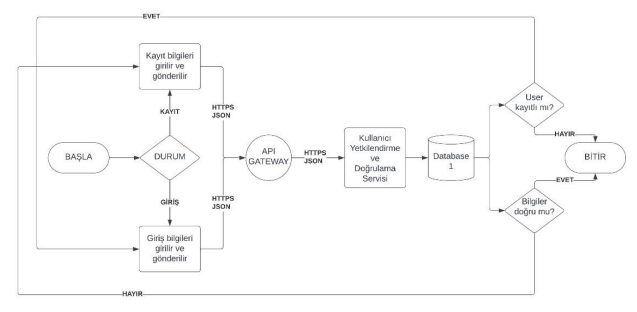 EVET
Kayıt bilgileri
girilir ve
gönderilir
HTTPS
JSON
KAYIT
User
kayıtlı mı?
HAYIR
BAŞLA
DURUM
API
GATEWAY
HTTPS
JSON
Kullanıcı
Yetkilendirme
ve
Doğrulama
Servisi
Database
1
BİTİR
EVET
GİRİŞ
HTTPS
JSON
Bilgiler
doğru mu?
Giriş bilgileri
girilir ve
gönderilir
HAYIR